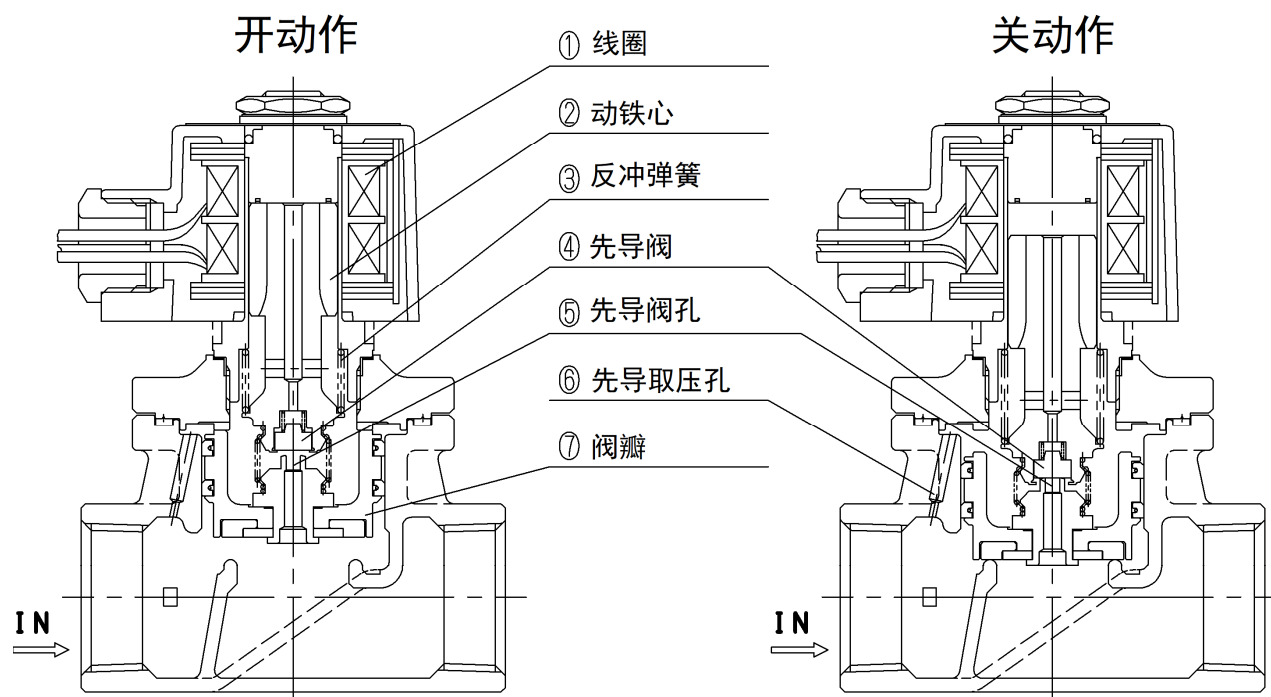 开动作
关动作
① 线圈
② 动铁心
③ 反冲弹簧
④ 先导阀
⑤ 先导阀孔
⑥ 先导取压孔
⑦ 阀瓣
IN
IN